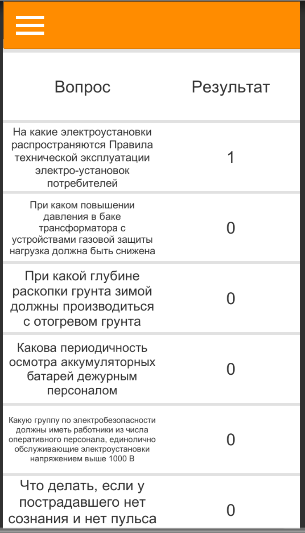 Вопрос Результат
На какие электроустановки
распространяются Правила
технической эксплуатации
электро-установок
потребителей
1
При каком повышении
давления в баке
трансформатора с
устройствами газовой защиты
нагрузка должна быть снижена
0
При какой глубине
раскопки грунта зимой
должны производиться
с отогревом грунта
0
Какова периодичность
осмотра аккумуляторных
батарей дежурным
персоналом
0
Какую группу по электробезопасности
должны иметь работники из числа
оперативного персонала, единолично
обслуживающие электроустановки
напряжением выше 1000 В
0
Что делать, если у
пострадавшего нет
сознания и нет пульса
0